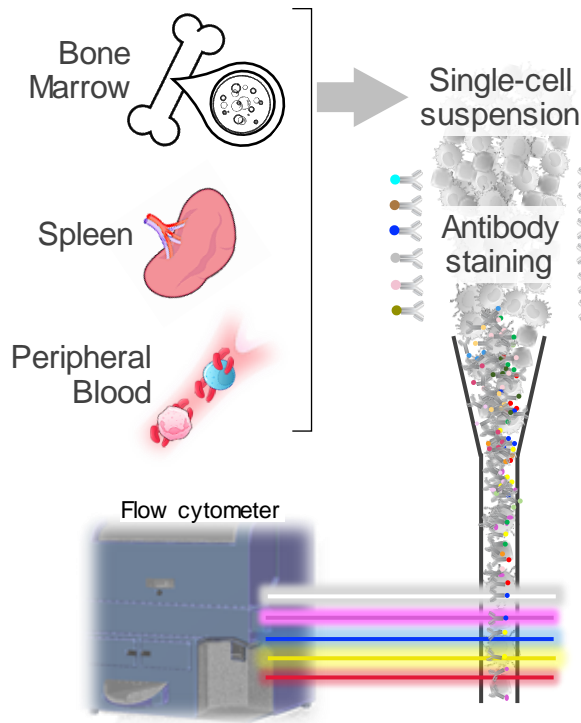 Bone
Marrow
Single-cell
suspension
Spleen
Antibody
staining
Peripheral
Blood
Flow cytometer